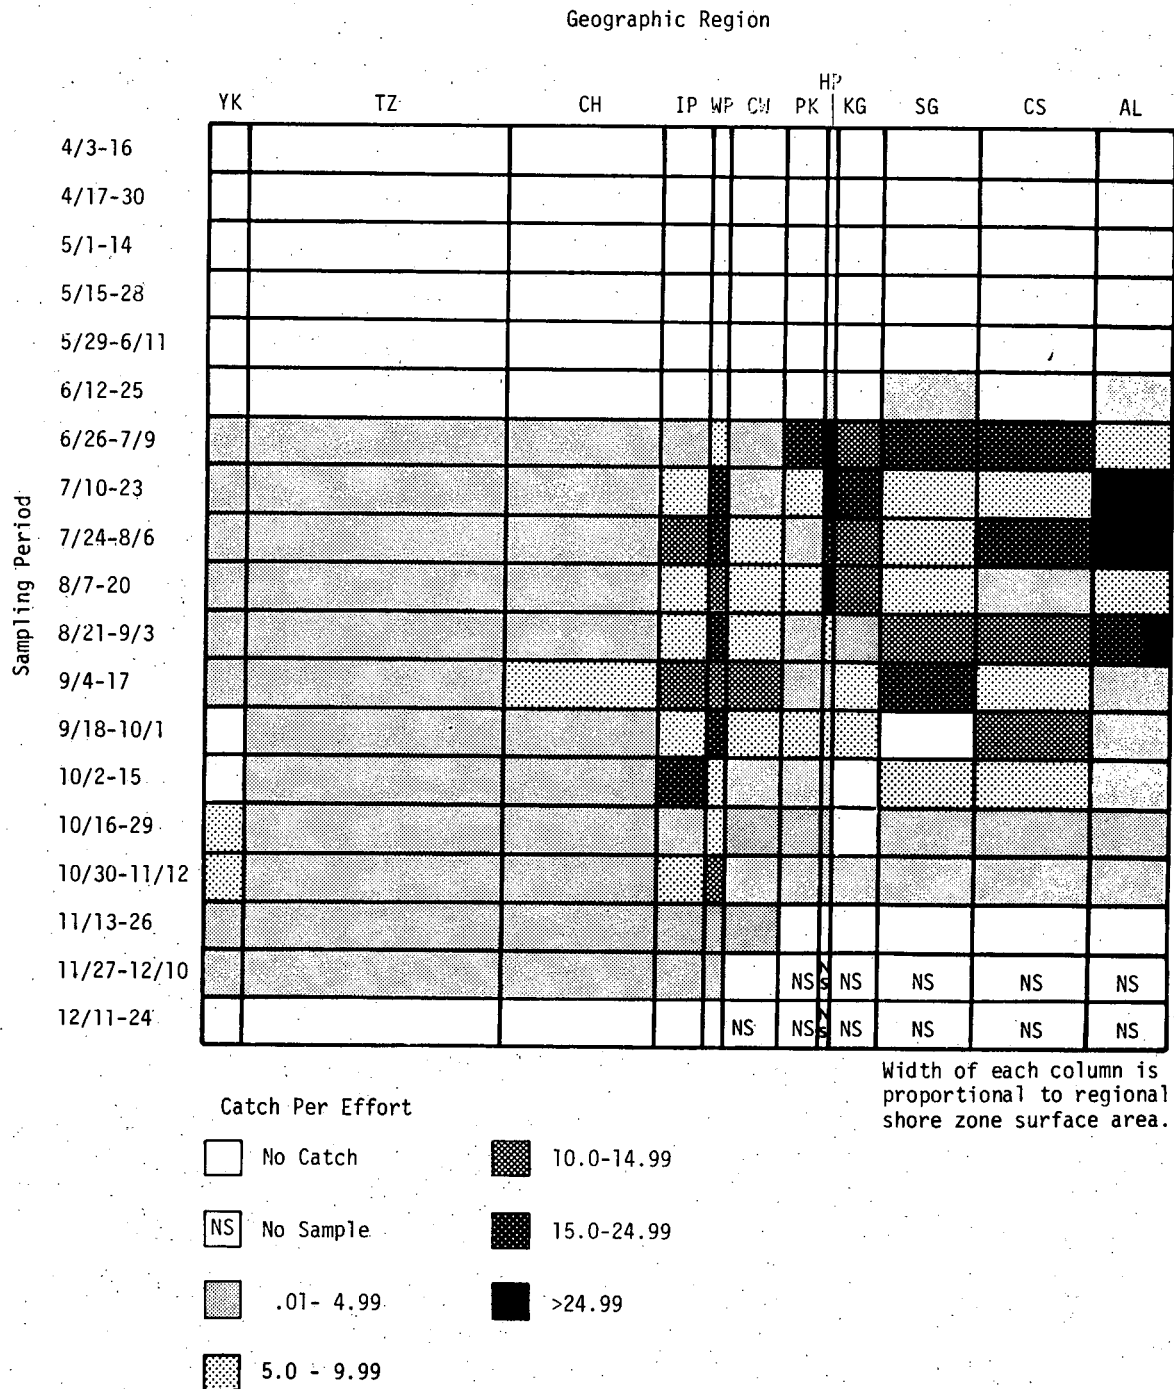 Geographic Region
HP
YK TZ CH IP WP CW PK KG SG CS AL
Sampling Period
4/3-16
4/17-30
5/1-14
5/15-28
5/29-6/11
6/12-25
6/26-7/9
7/10-23
7/24-8/6
8/7-20
8/21-9/3
9/4-17
9/18-10/1
10/2-15
10/16-29
10/30-11/12
11/13-26
11/27-12/10 NS NS NS NS NS NS
12/11-24 NS NS NS NS NS NS NS
Width of each column is
proportional to regional
shore zone surface area.
Catch Per Effort
No Catch
10.0-14.99
NS No Sample
15.0-24.99
.01- 4.99
>24.99
5.0 - 9.99